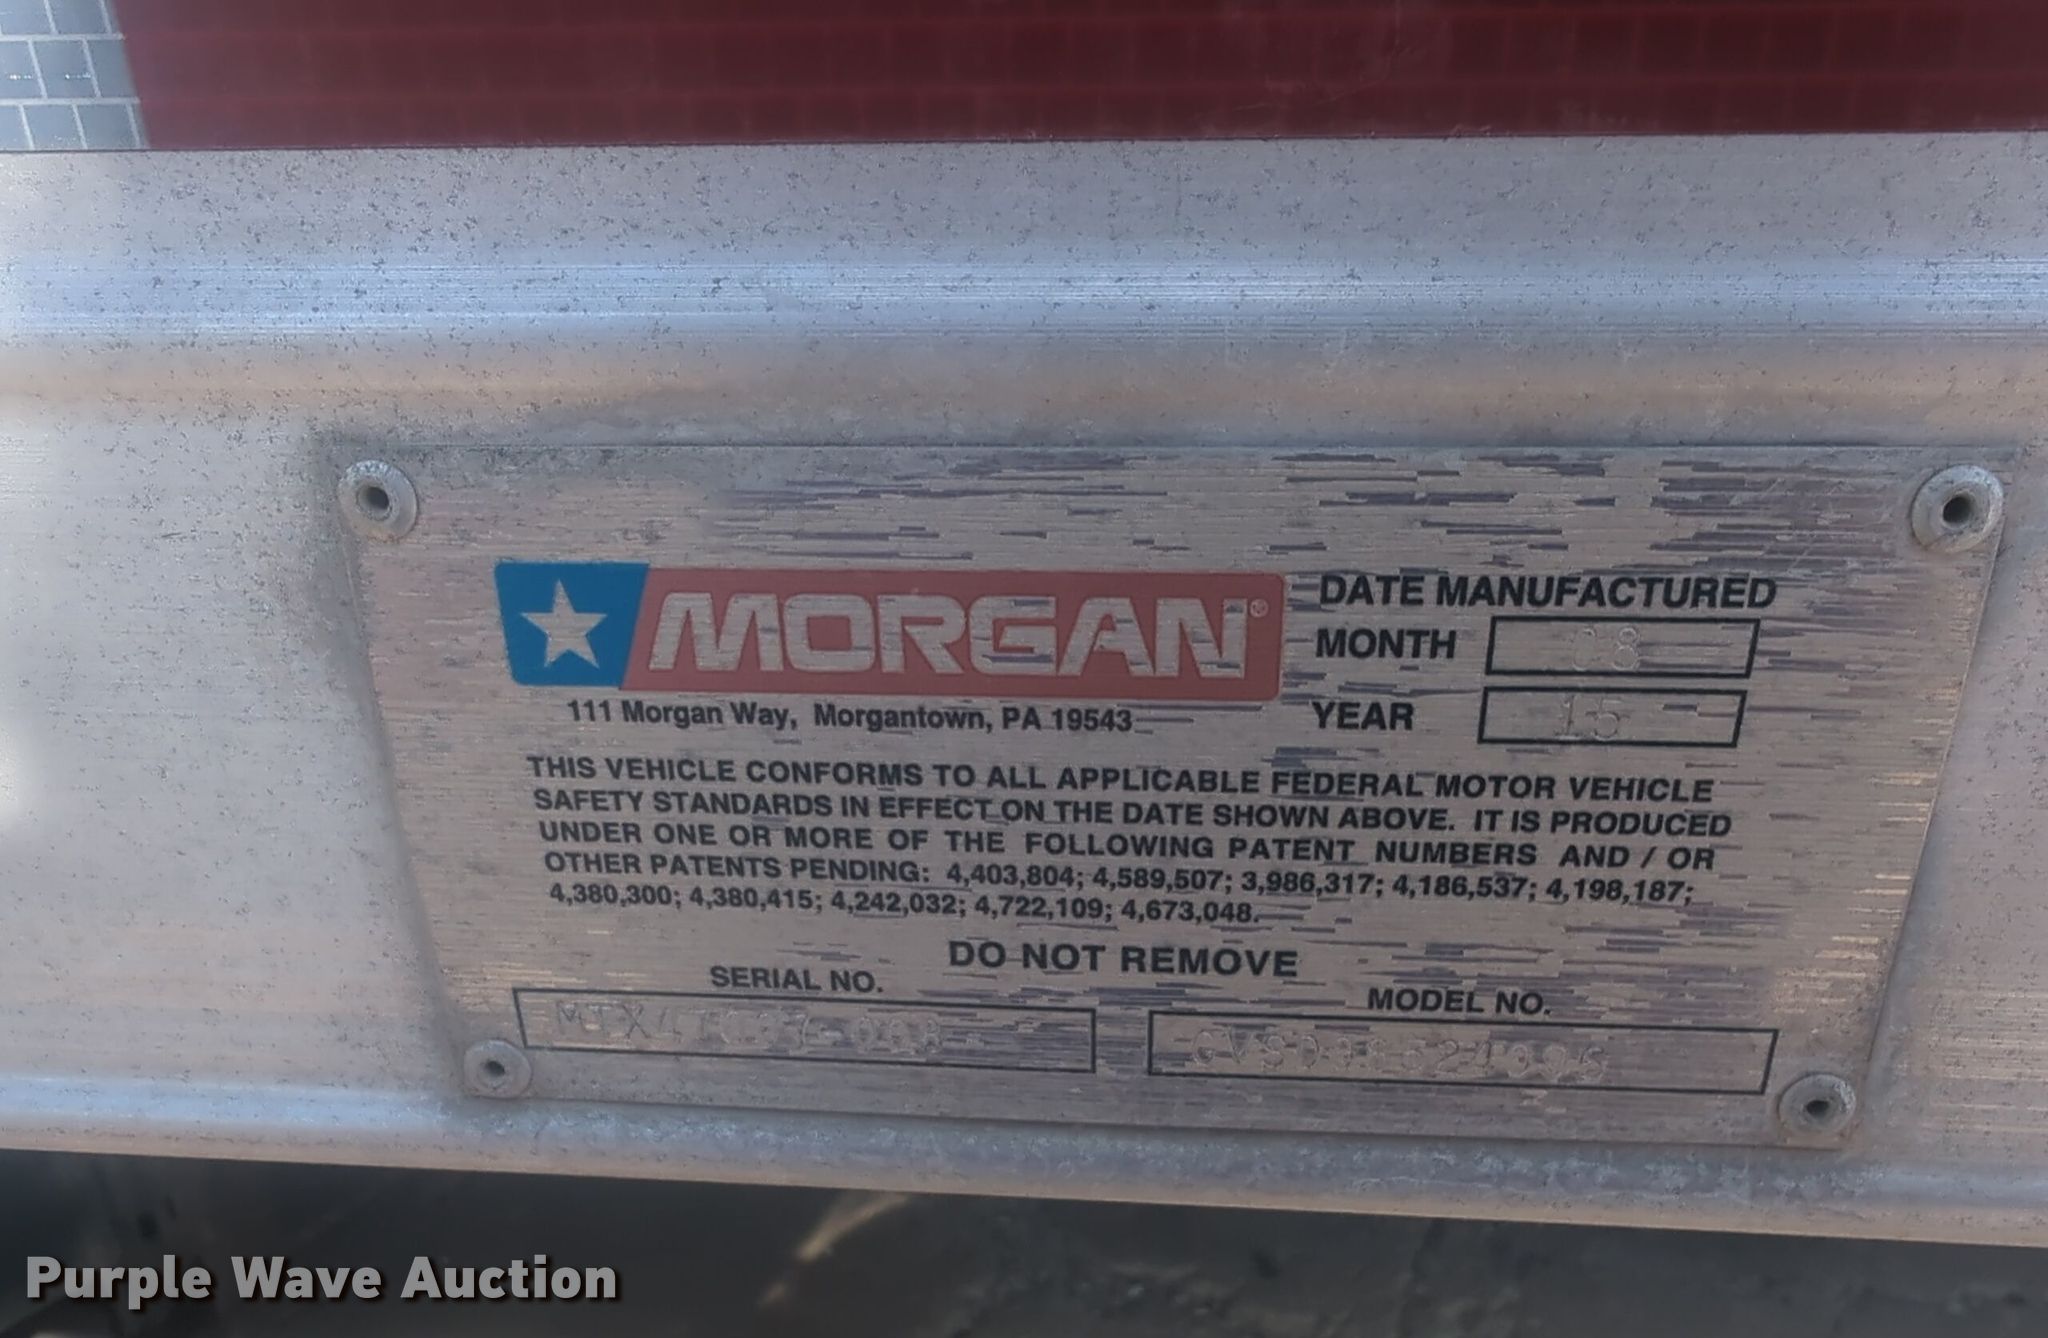 MORGAN®
DATE MANUFACTURED
MONTH 08
YEAR 15
111 Morgan Way, Morgantown, PA 19543
THIS VEHICLE CONFORMS TO ALL APPLICABLE FEDERAL MOTOR VEHICLE
SAFETY STANDARDS IN EFFECT ON THE DATE SHOWN ABOVE. IT IS PRODUCED
UNDER ONE OR MORE OF THE FOLLOWING PATENT NUMBERS AND / OR
OTHER PATENTS PENDING: 4,403,804; 4,589,507; 3,986,317; 4,186,537; 4,198,187;
4,380,300; 4,380,415; 4,242,032; 4,722,109; 4,673,048.
DO NOT REMOVE
SERIAL NO.
MODEL NO.
Purple Wave Auction